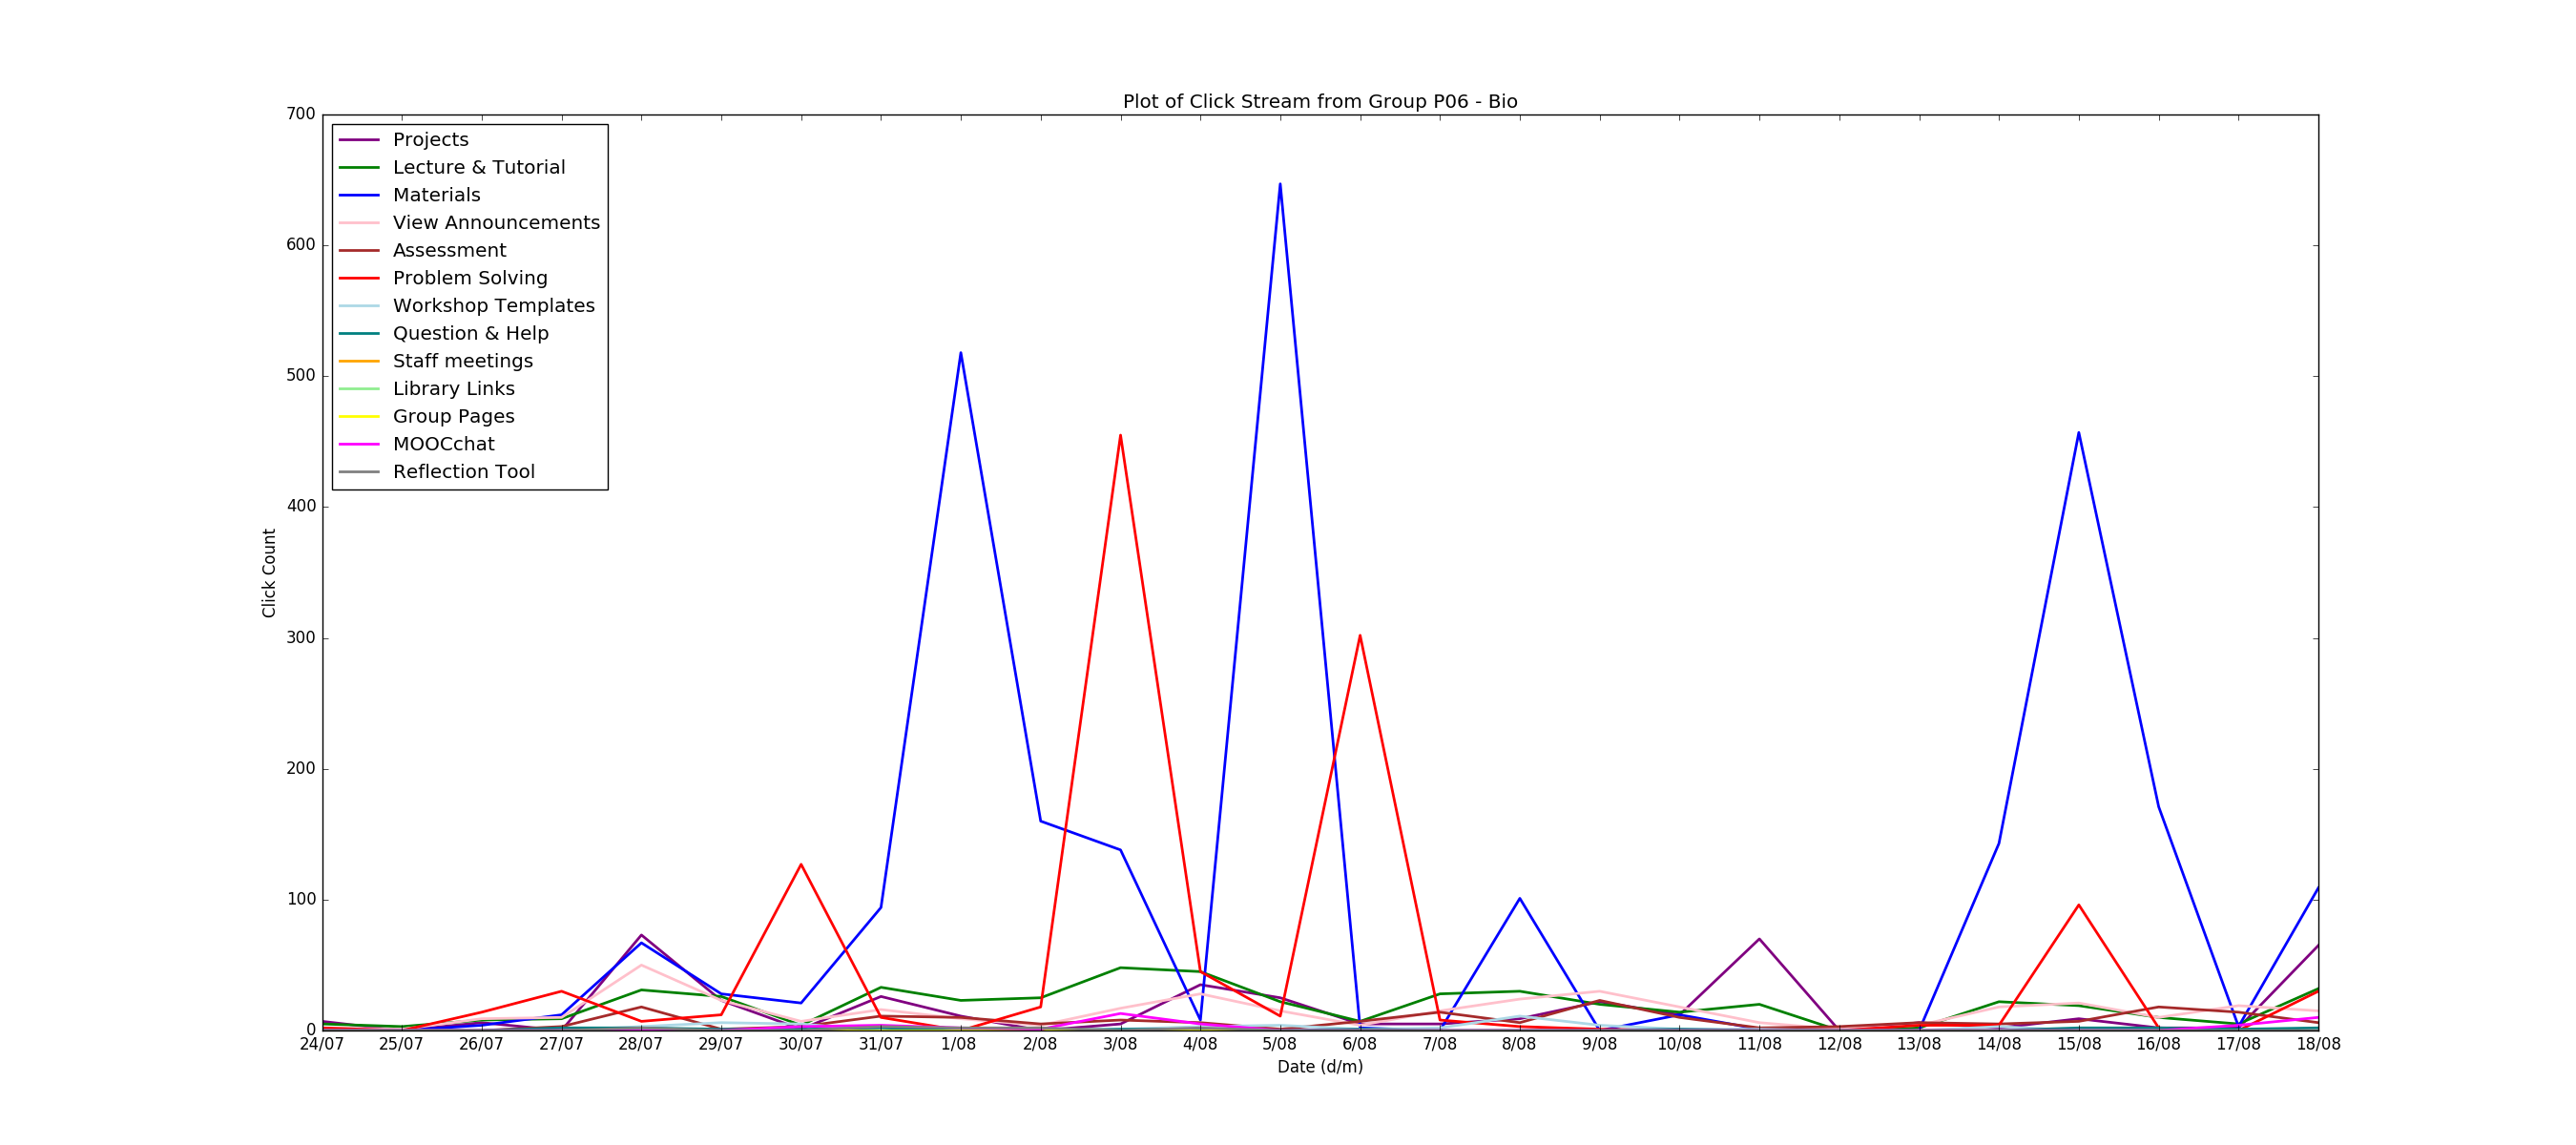 Plot of Click Stream from Group P06 - Bio
700
600
500
400
300
200
100
0
Click Count
Projects
Lecture & Tutorial
Materials
View Announcements
Assessment
Problem Solving
Workshop Templates
Question & Help
Staff meetings
Library Links
Group Pages
MOOCchat
Reflection Tool
24/07 25/07 26/07 27/07 28/07 29/07 30/07 31/07 1/08 2/08 3/08 4/08 5/08 6/08 7/08 8/08 9/08 10/08 11/08 12/08 13/08 14/08 15/08 16/08 17/08 18/08
Date (d/m)